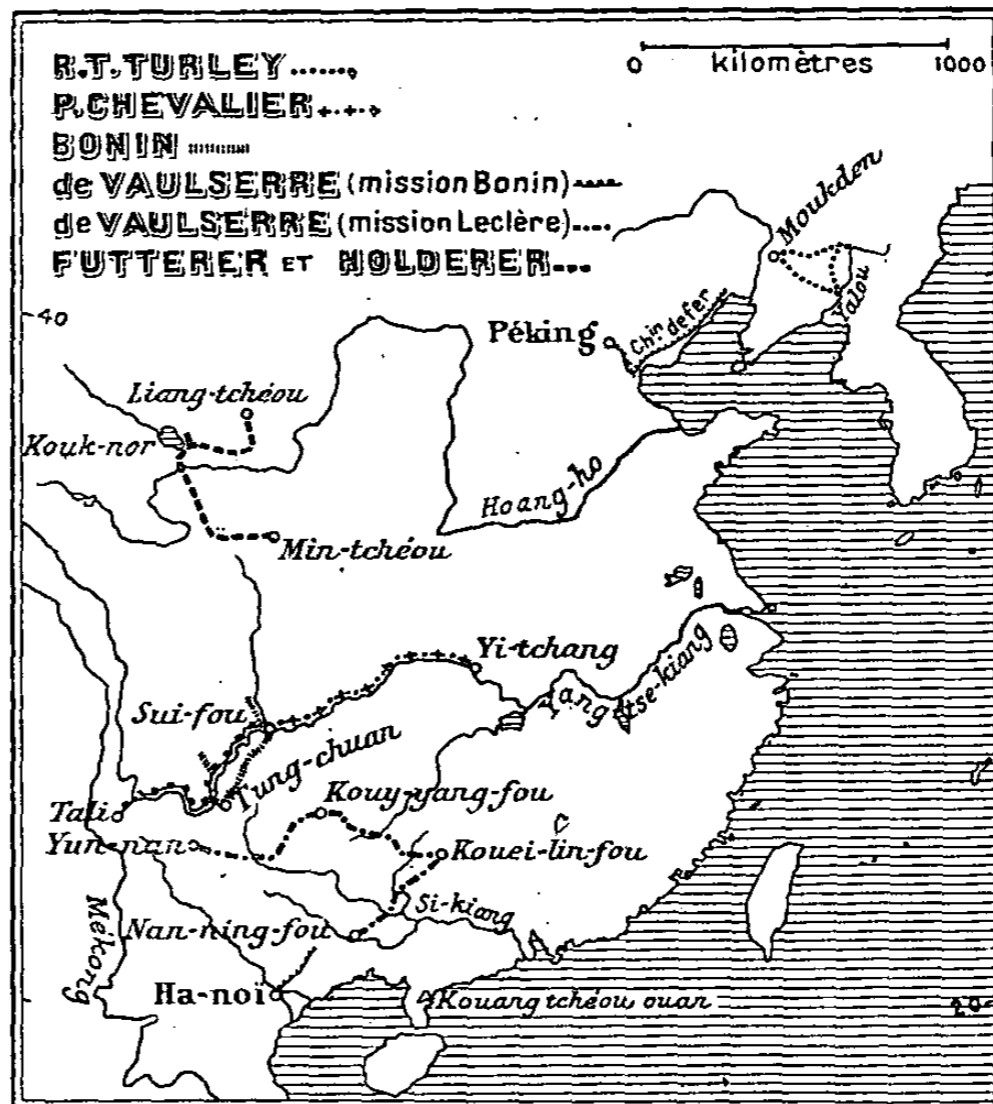 R.T. TURLEY
0 kilomètres 1000
P. CHEVALIER
BONIN
de VAULSERRE (mission Bonin)
de VAULSERRE (mission Leclère)
FUTTERER ET HOLDERER
Moukden
Yalou
40
Péking
Chin de fer
Liang-tchéou
Kouk-nor
Hoang-ho
Min-tchéou
Yi-tchang
Yang-tse-kiang
Sui-fou
Tung-chuan
Kouy-yang-fou
Tali
Yun-nan
Kouei-lin-fou
Mékong
Si-kiang
Nan-ning-fou
Ha-noï
Kouang tchéou ouan
20